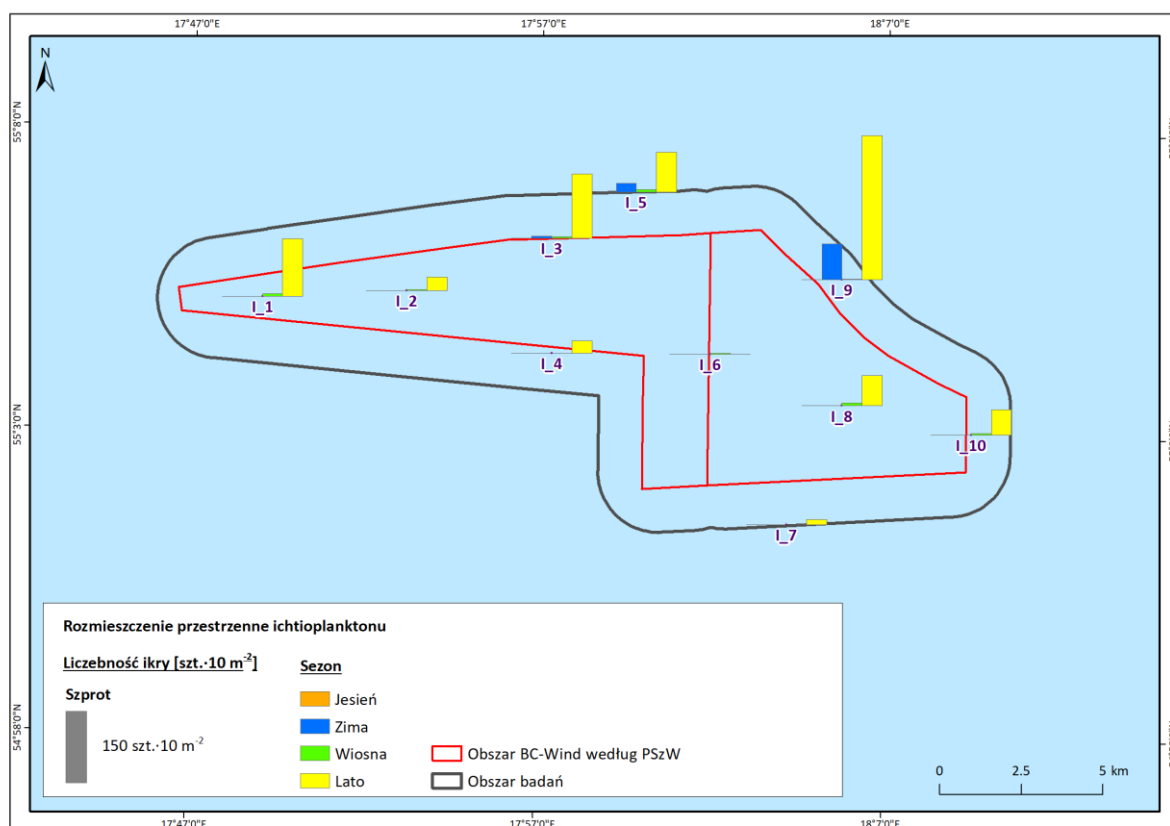 17°47'0"E 17°57'0"E 18°7'0"E
N
55°8'0"N
I_5
I_3
I_9
I_1
I_2
I_4
I_6
I_8
55°3'0"N
I_10
I_7
Rozmieszczenie przestrzenne ichtioplanktonu
Liczebność ikry [szt.·10 m⁻²] Sezon
Szprot
Jesień
150 szt.·10 m⁻²
Zima
Wiosna Obszar BC-Wind według PSzW
Lato Obszar badań
54°58'0"N
0 2.5 5 km
17°47'0"E 17°57'0"E 18°7'0"E